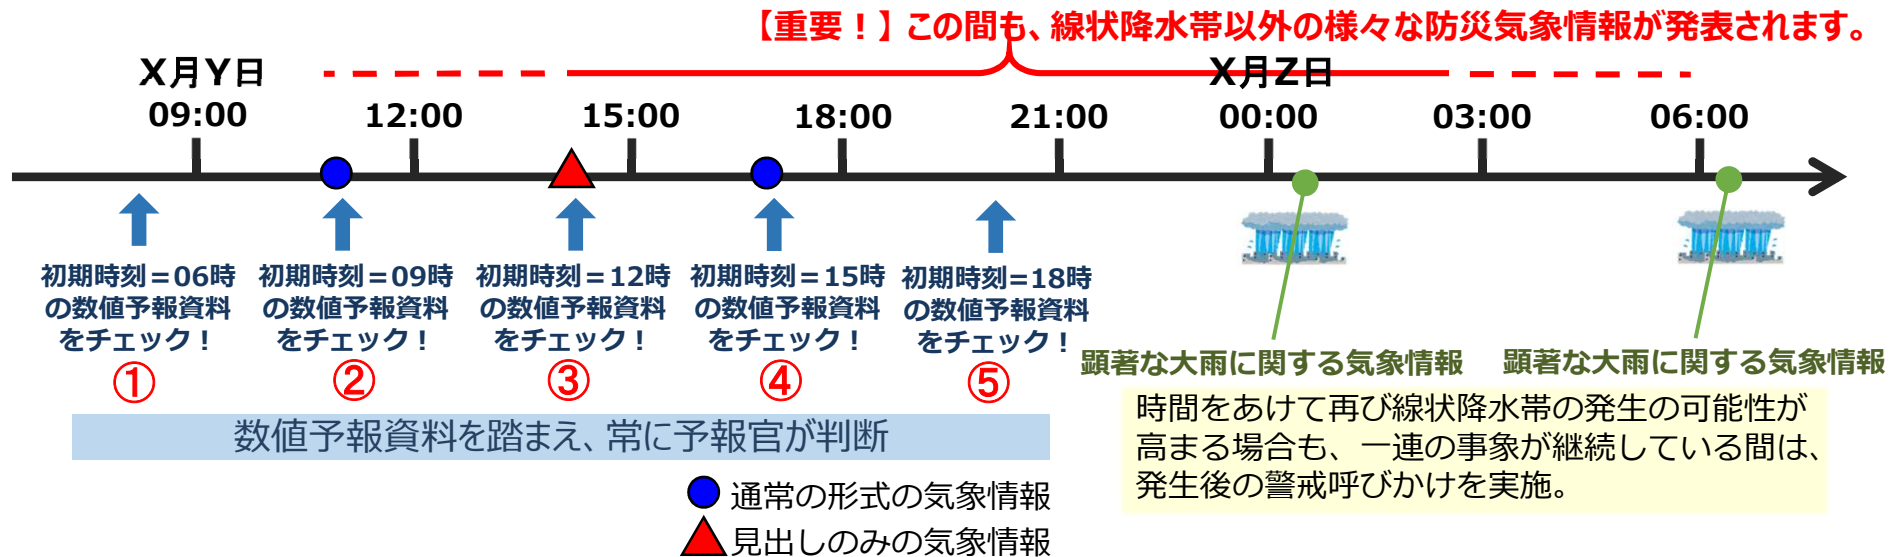 【重要！】この間も、線状降水帯以外の様々な防災気象情報が発表されます。
X月Y日
X月Z日
09:00
12:00
15:00
18:00
21:00
00:00
03:00
06:00
初期時刻＝06時
の数値予報資料
をチェック！
①
初期時刻＝09時
の数値予報資料
をチェック！
②
初期時刻＝12時
の数値予報資料
をチェック！
③
初期時刻＝15時
の数値予報資料
をチェック！
④
初期時刻=18時
の数値予報資料
をチェック！
⑤
顕著な大雨に関する気象情報
顕著な大雨に関する気象情報
数値予報資料を踏まえ、常に予報官が判断
時間をあけて再び線状降水帯の発生の可能性が
高まる場合も、一連の事象が継続している間は、
発生後の警戒呼びかけを実施。
通常の形式の気象情報
見出しのみの気象情報